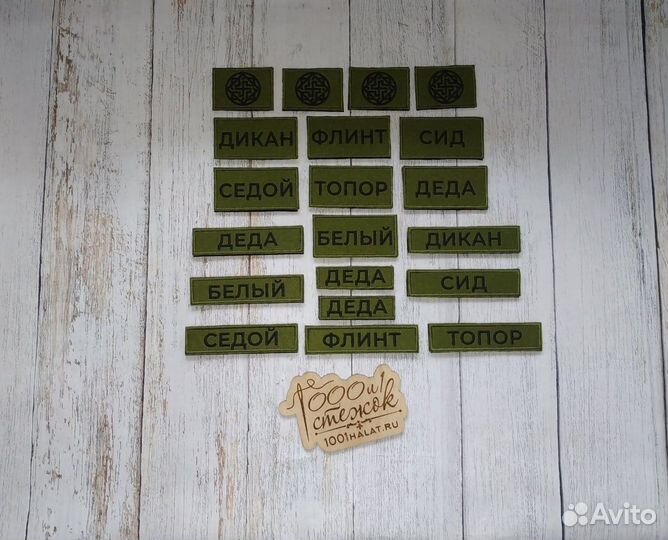 ДИКАН ФЛИНТ СИД
СЕДОЙ ТОПОР ДЕДА
ДЕДА БЕЛЫЙ ДИКАН
БЕЛЫЙ ДЕДА СИД
ДЕДА
СЕДОЙ ФЛИНТ ТОПОР
1000 и 1
стежок
1001HALAT.RU
Avito